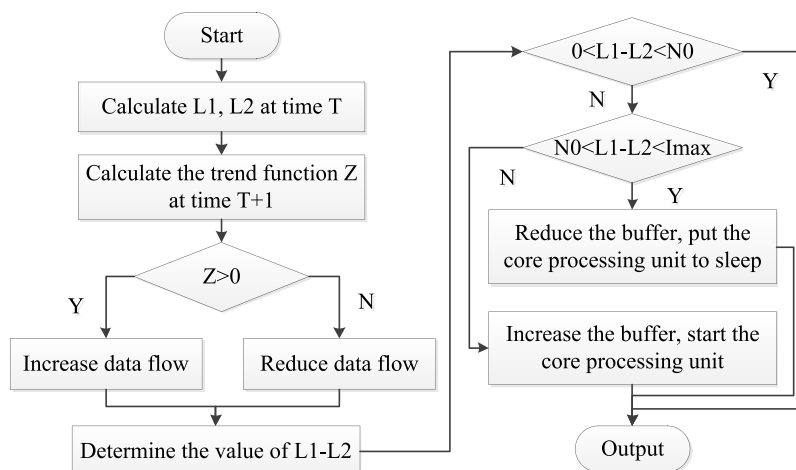 Start
Calculate L1, L2 at time T
Calculate the trend function Z
at time T+1
Z>0
Y
N
Increase data flow
Reduce data flow
Determine the value of L1-L2
0<L1-L2<N0
Y
N
N0<L1-L2<Imax
N
Y
Reduce the buffer, put the
core processing unit to sleep
Increase the buffer, start the
core processing unit
Output